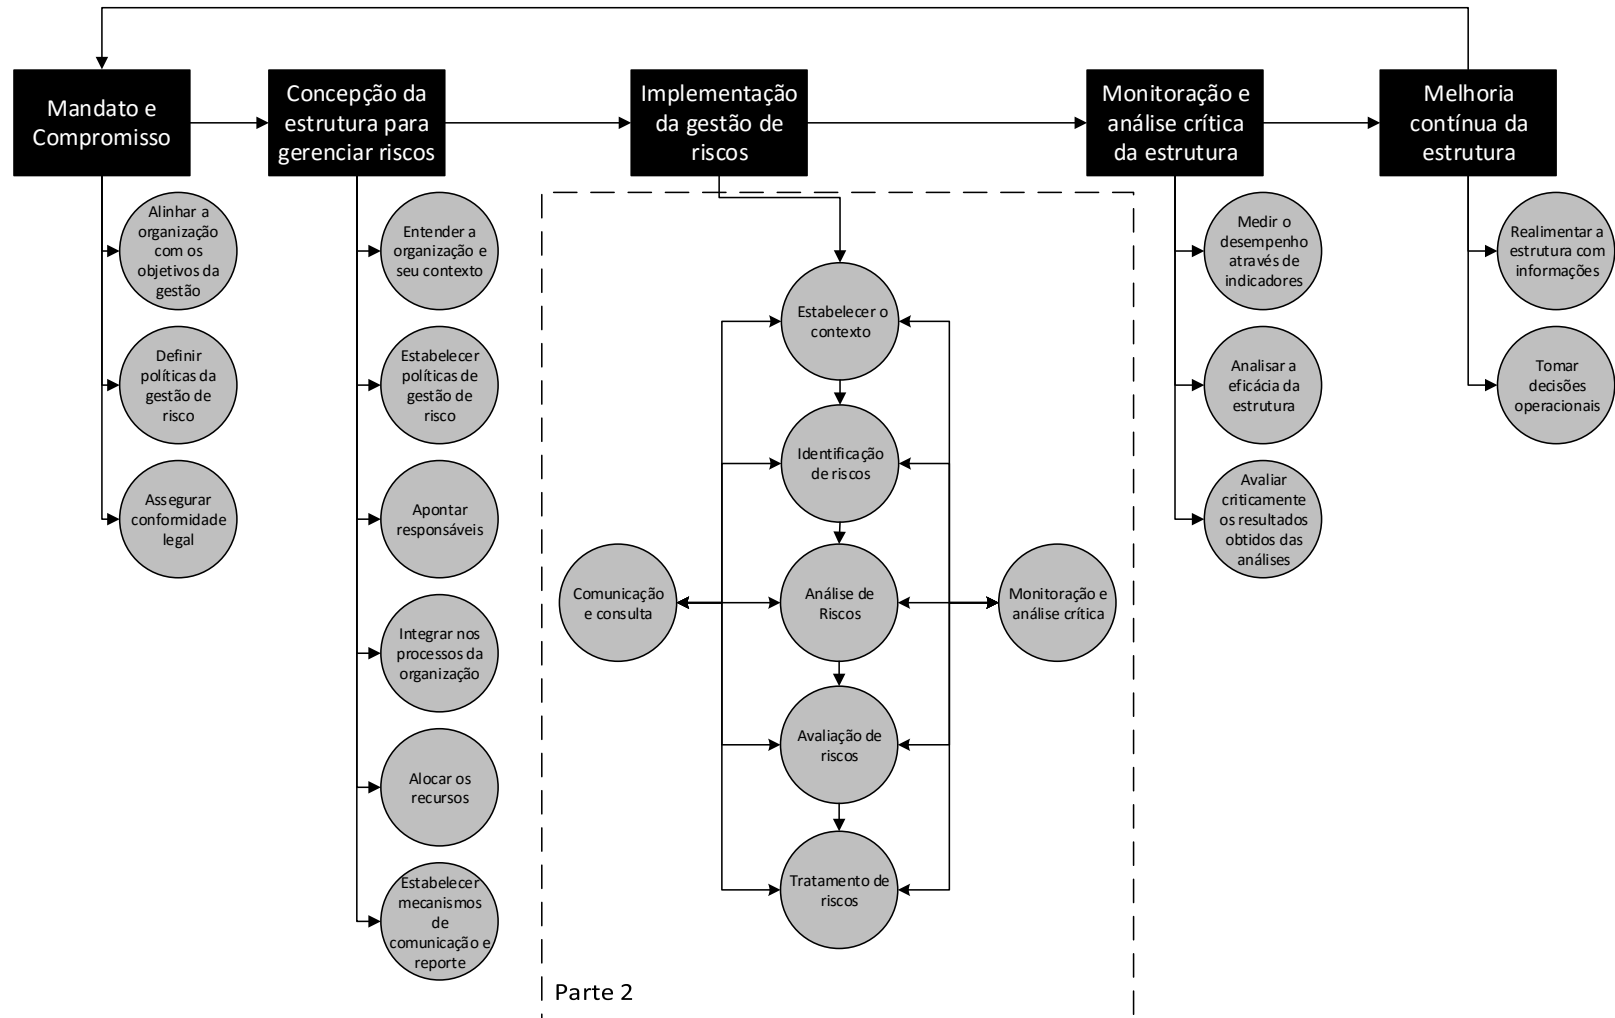 Mandato e
Compromisso
Concepção da
estrutura para
gerenciar riscos
Implementação
da gestão de
riscos
Monitoração e
análise crítica
da estrutura
Melhoria
contínua da
estrutura
Alinhar a
organização
com os
objetivos da
gestão
Definir
políticas da
gestão de
risco
Assegurar
conformidade
legal
Entender a
organização e
seu contexto
Estabelecer
políticas de
gestão de
risco
Apontar
responsáveis
Integrar nos
processos da
organização
Alocar os
recursos
Estabelecer
mecanismos
de
comunicação e
reporte
Estabelecer o
contexto
Identificação
de riscos
Comunicação
e consulta
Análise de
Riscos
Monitoração e
análise crítica
Avaliação de
riscos
Tratamento de
riscos
Parte 2
Medir o
desempenho
através de
indicadores
Analisar a
eficácia da
estrutura
Avaliar
criticamente
os resultados
obtidos das
análises
Realimentar a
estrutura com
informações
Tomar
decisões
operacionais